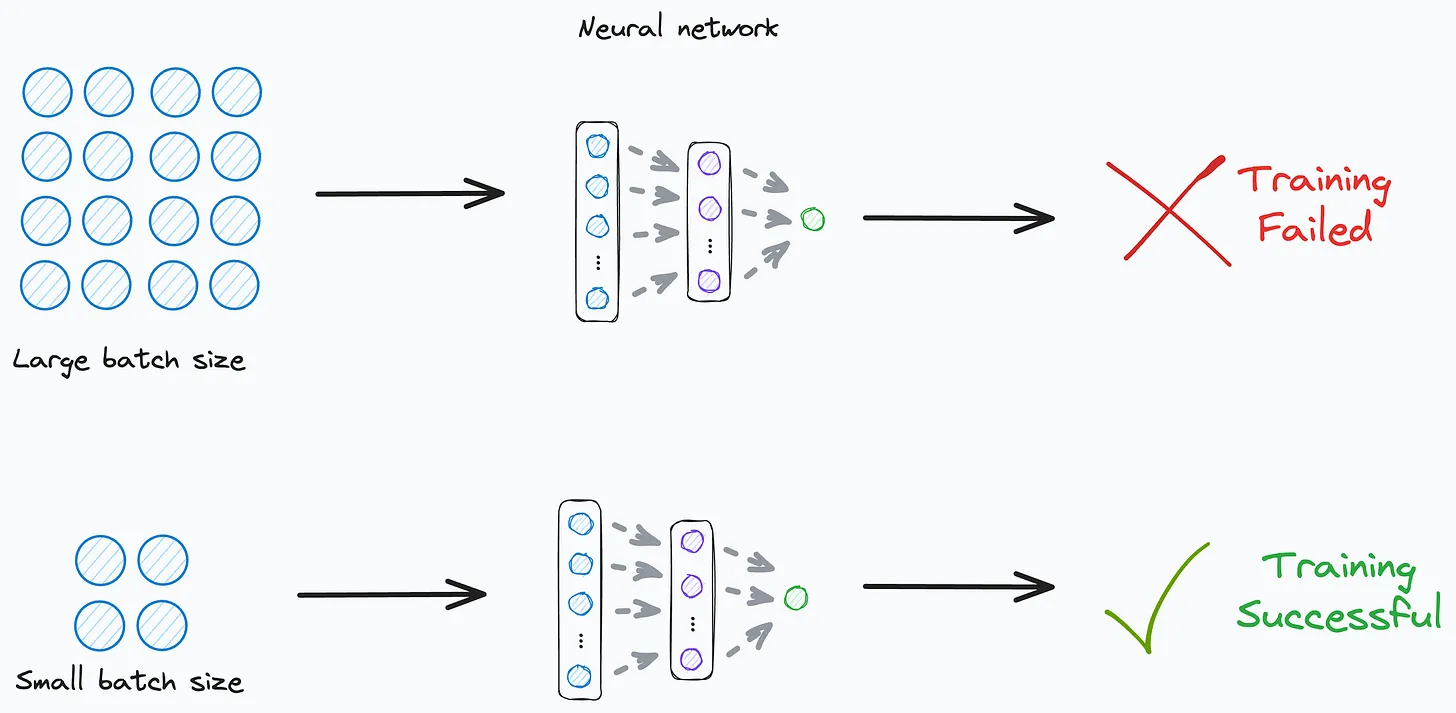 Neural network
Large batch size
Training
Failed
Small batch size
Training
Successful